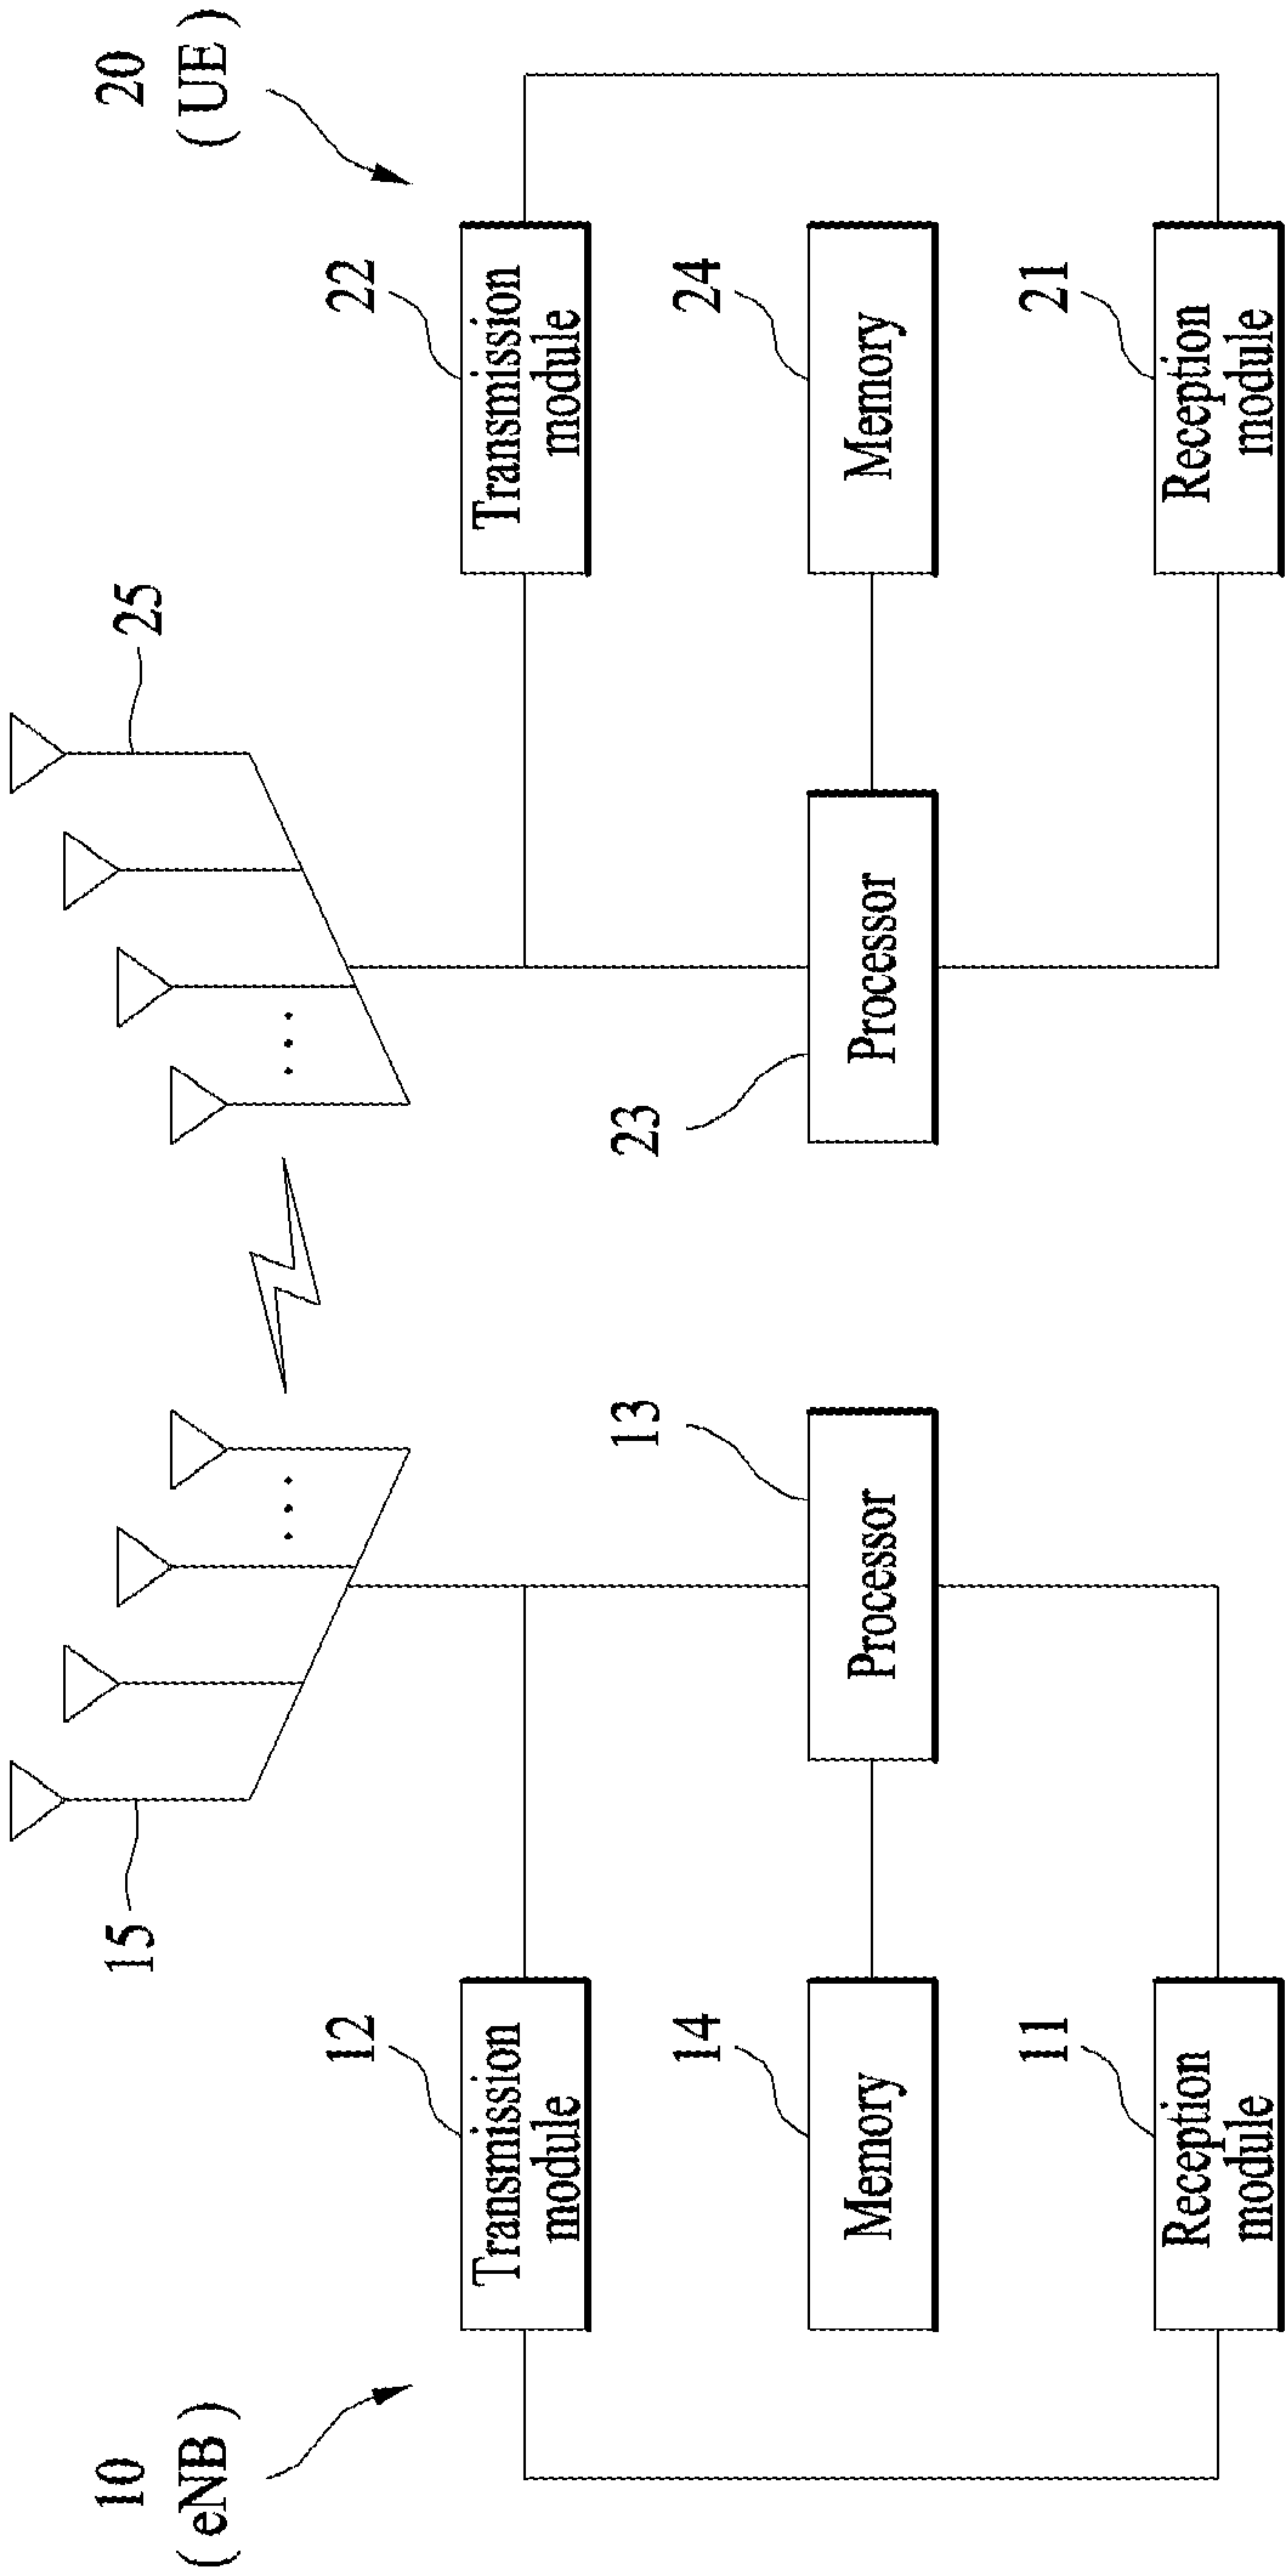 10
( eNB )
15
12
Transmission
module
13
14
Memory
Processor
11
Reception
module
20
( UE )
25
22
Transmission
module
23
24
Processor
Memory
21
Reception
module